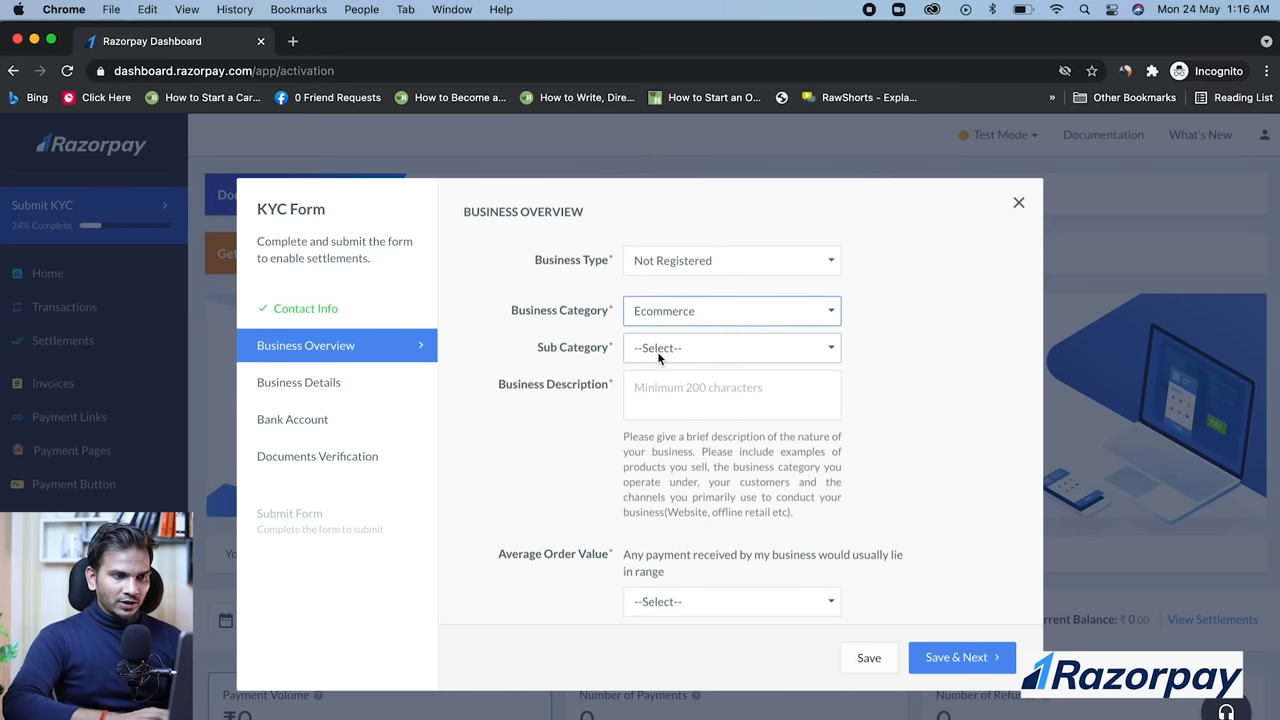 Chrome File Edit View History Bookmarks People Tab Window Help
Mon 24 May 1:16 AM
Razorpay Dashboard
dashboard.razorpay.com/app/activation
Incognito
Bing
Click Here
How to Start a Car...
0 Friend Requests
How to Become a...
How to Write, Dire...
How to Start an O...
RawShorts – Expla...
»
Other Bookmarks
Reading List
Razorpay
Test Mode
Documentation
What's New
Submit KYC
24% Complete
Home
Transactions
Settlements
Invoices
Payment Links
Payment Pages
Payment Button
KYC Form
Complete and submit the form
to enable settlements.
Contact Info
Business Overview
Business Details
Bank Account
Documents Verification
Submit Form
Complete the form to submit
BUSINESS OVERVIEW
Business Type* Not Registered
Business Category* Ecommerce
Sub Category* --Select--
Business Description* Minimum 200 characters
Please give a brief description of the nature of
your business. Please include examples of
products you sell, the business category you
operate under, your customers and the
channels you primarily use to conduct your
business(Website, offline retail etc).
Average Order Value* Any payment received by my business would usually lie
in range
--Select--
Save
Save & Next
₹ 0.00
View Settlements
Payment Volume
₹0
Number of Payments
0
0
PAY
Razorpay